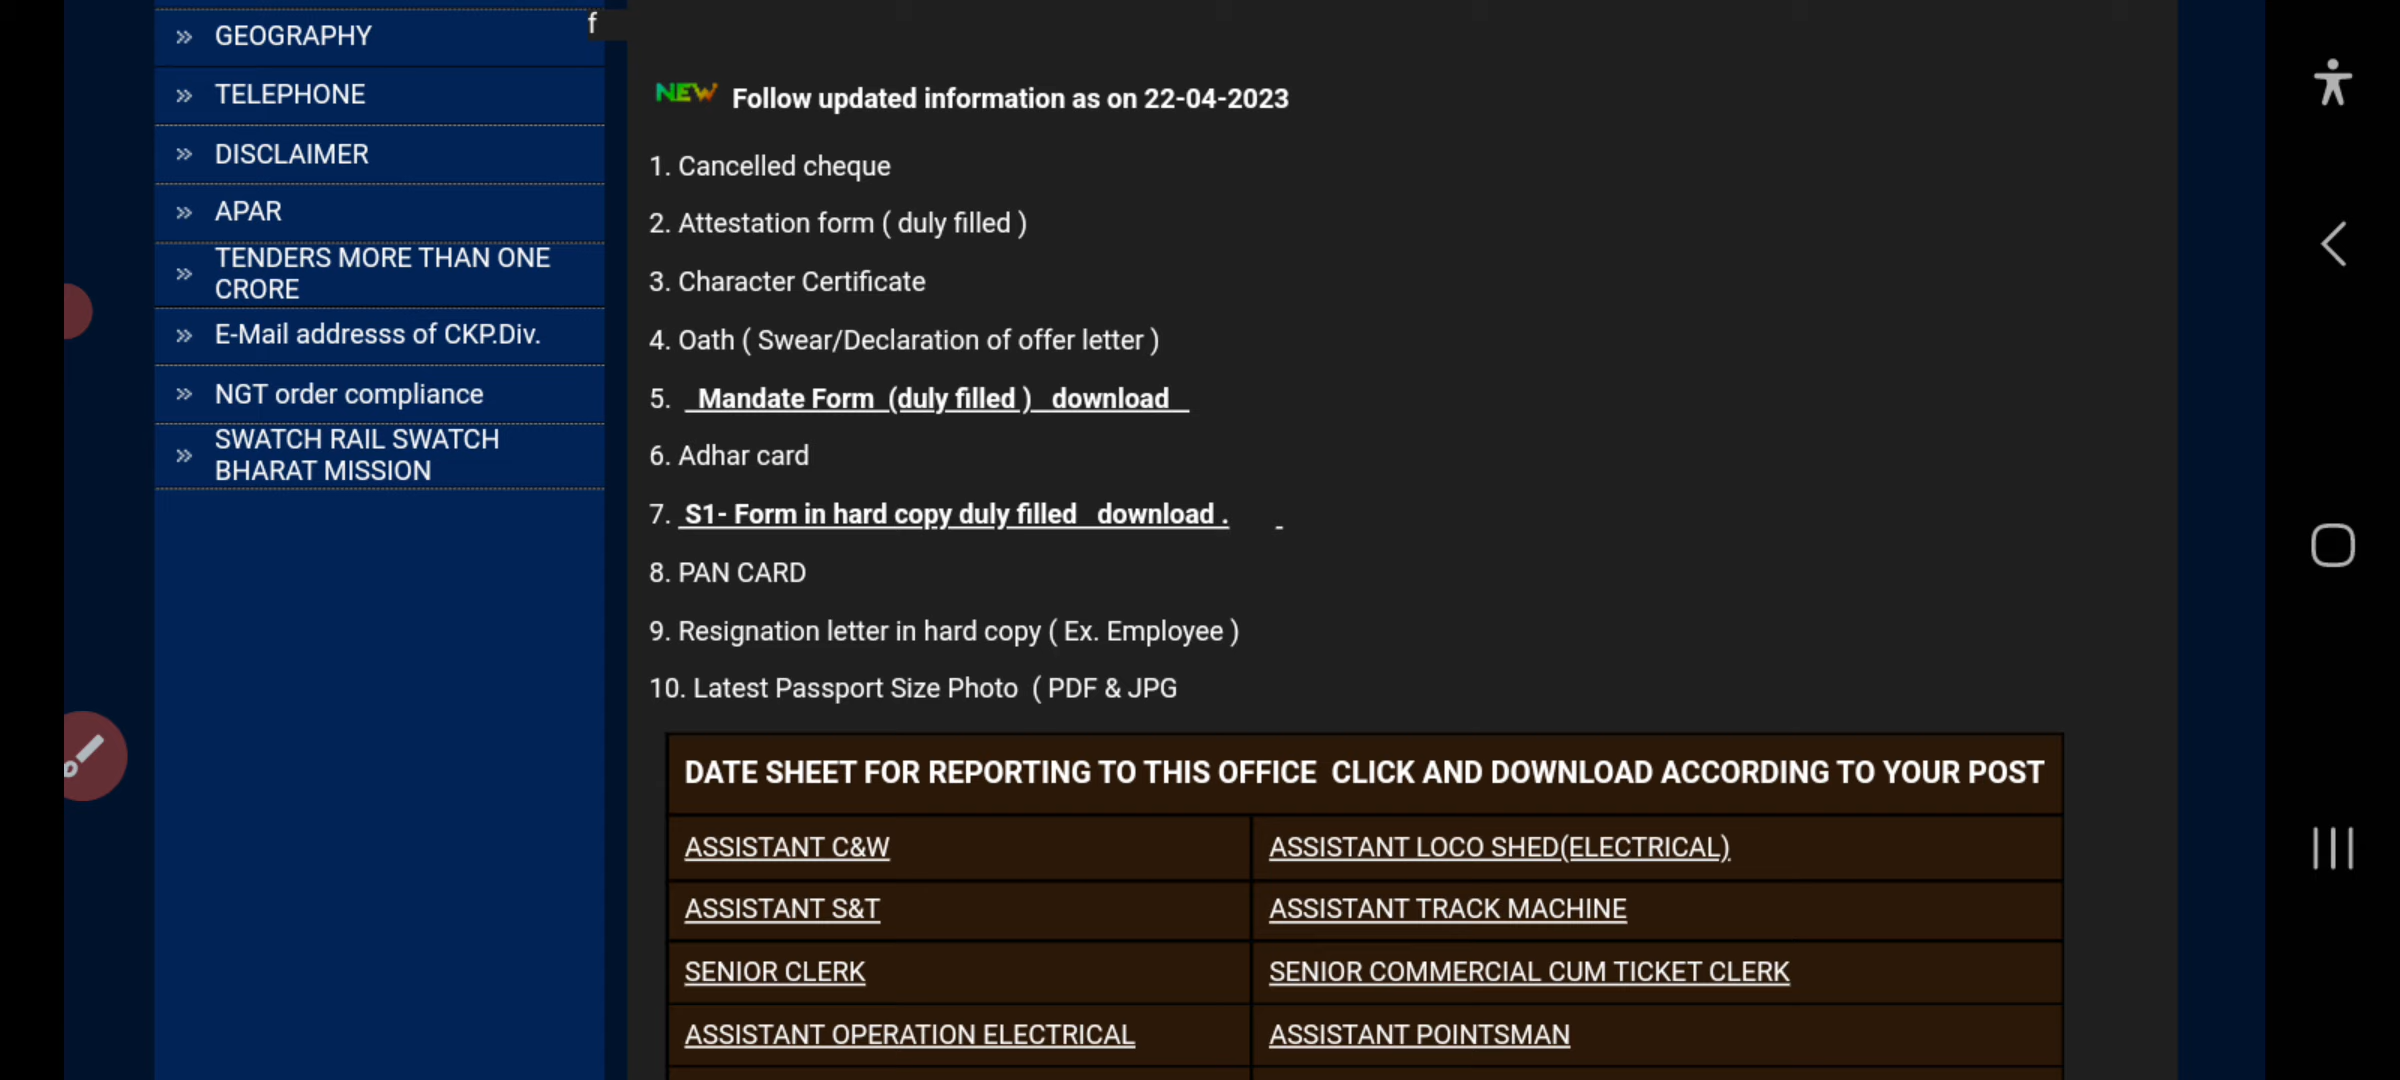 GEOGRAPHY
TELEPHONE
DISCLAIMER
APAR
TENDERS MORE THAN ONE
CRORE
E-Mail addresss of CKP.Div.
NGT order compliance
SWATCH RAIL SWATCH
BHARAT MISSION
f
NEW Follow updated information as on 22-04-2023
1. Cancelled cheque
2. Attestation form ( duly filled )
3. Character Certificate
4. Oath ( Swear/Declaration of offer letter )
5. Mandate Form (duly filled ) download
6. Adhar card
7. S1- Form in hard copy duly filled download .
8. PAN CARD
9. Resignation letter in hard copy ( Ex. Employee )
10. Latest Passport Size Photo ( PDF & JPG
DATE SHEET FOR REPORTING TO THIS OFFICE CLICK AND DOWNLOAD ACCORDING TO YOUR POST
ASSISTANT C&W ASSISTANT LOCO SHED(ELECTRICAL)
ASSISTANT S&T ASSISTANT TRACK MACHINE
SENIOR CLERK SENIOR COMMERCIAL CUM TICKET CLERK
ASSISTANT OPERATION ELECTRICAL ASSISTANT POINTSMAN